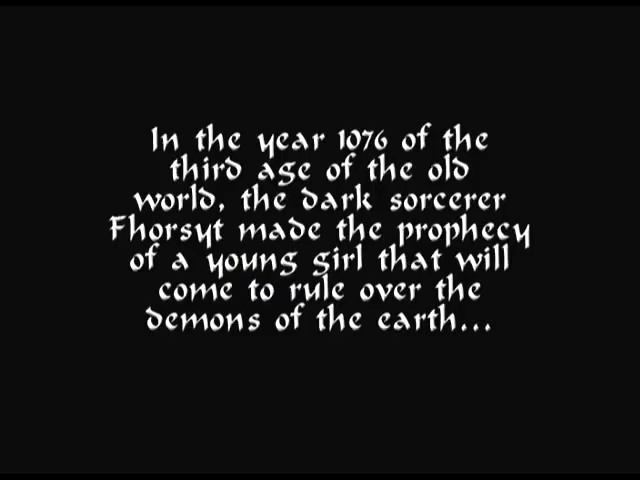 In the year 1076 of the
third age of the old
world, the dark sorcerer
Fhorsyt made the prophecy
of a young girl that will
come to rule over the
demons of the earth...